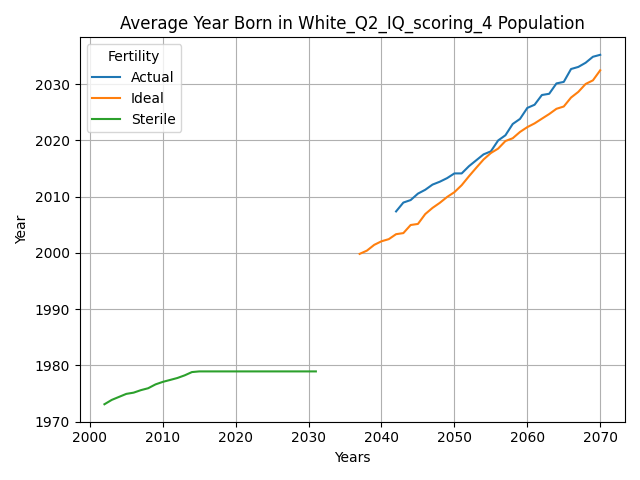 Average Year Born in White_Q2_IQ_scoring_4 Population
Fertility
Actual
Ideal
Sterile
Year
2030
2020
2010
2000
1990
1980
1970
2000 2010 2020 2030 2040 2050 2060 2070
Years